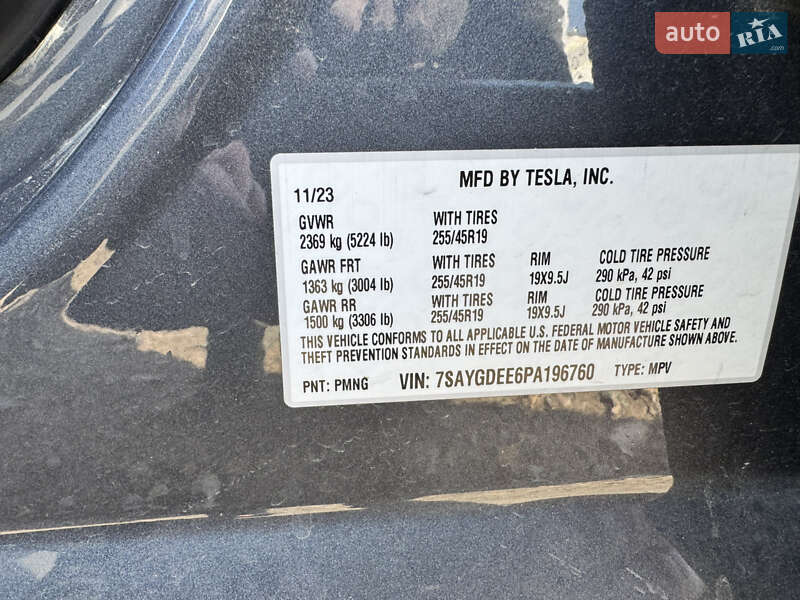 auto RIA
11/23 MFD BY TESLA, INC.
GVWR WITH TIRES
2369 kg (5224 lb) 255/45R19
GAWR FRT WITH TIRES RIM COLD TIRE PRESSURE
1363 kg (3004 lb) 255/45R19 19X9.5J 290 kPa, 42 psi
GAWR RR WITH TIRES RIM COLD TIRE PRESSURE
1500 kg (3306 lb) 255/45R19 19X9.5J 290 kPa, 42 psi
THIS VEHICLE CONFORMS TO ALL APPLICABLE U.S. FEDERAL MOTOR VEHICLE SAFETY AND
THEFT PREVENTION STANDARDS IN EFFECT ON THE DATE OF MANUFACTURE SHOWN ABOVE.
PNT: PMNG VIN: 7SAYGDEE6PA196760 TYPE: MPV